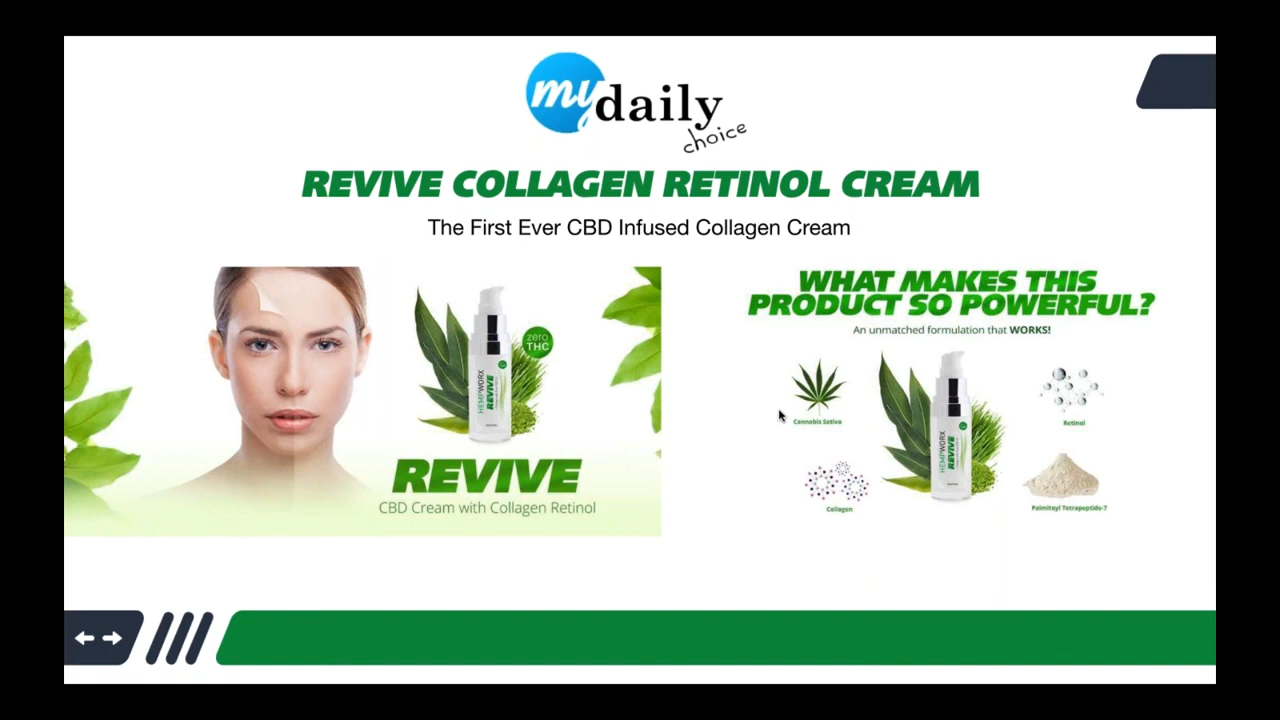 my daily
choice
REVIVE COLLAGEN RETINOL CREAM
The First Ever CBD Infused Collagen Cream
zero
THC
HEMPWORX
REVIVE
REVIVE
CBD Cream with Collagen Retinol
WHAT MAKES THIS
PRODUCT SO POWERFUL?
An unmatched formulation that WORKS!
Cannabis Sativa
Retinol
HEMPWORX
REVIVE
Collagen
Palmitoyl Tetrapeptide-7